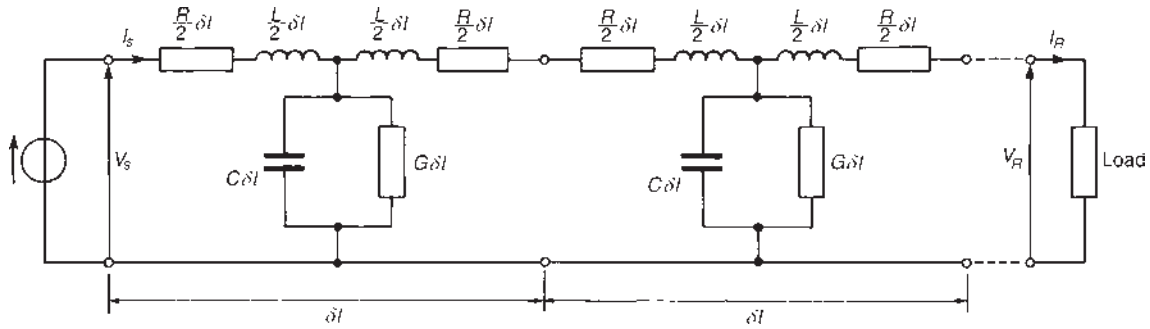 R/2 δl L/2 δl L/2 δl R/2 δl R/2 δl L/2 δl L/2 δl R/2 δl
I_s I_R
V_s Cδl Gδl Cδl Gδl V_R Load
δl δl